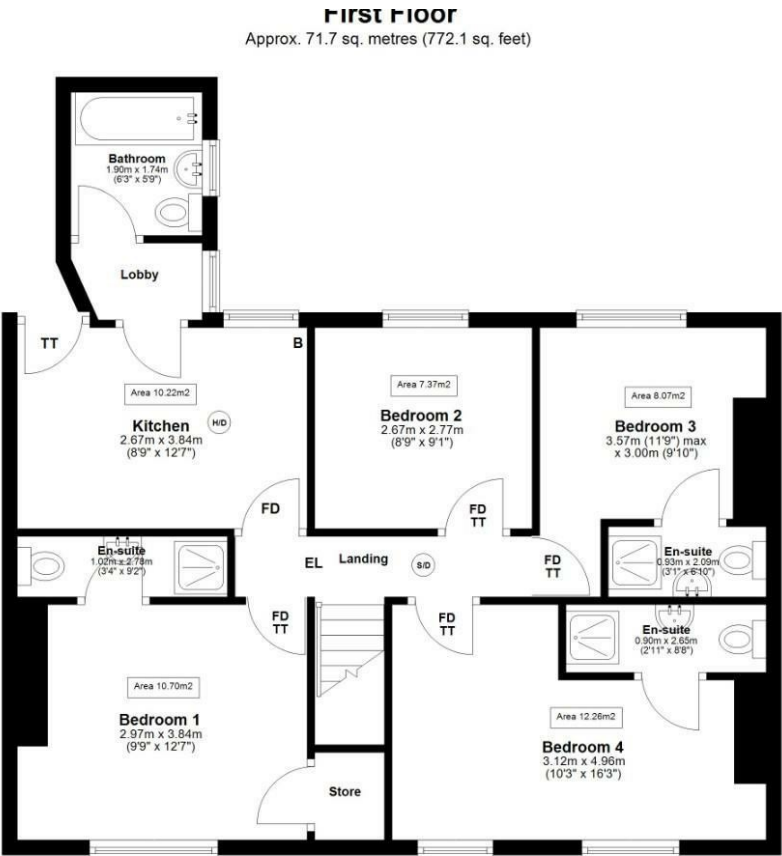 First Floor
Approx. 71.7 sq. metres (772.1 sq. feet)
Bathroom
1.90m x 1.74m
(6'3" x 5'9")
Lobby
TT
B
Area 10.22m2
Kitchen
2.67m x 3.84m
(8'9" x 12'7")
H/D
Area 7.37m2
Bedroom 2
2.67m x 2.77m
(8'9" x 9'1")
Area 8.07m2
Bedroom 3
3.57m (11'9") max
x 3.00m (9'10")
FD
FD
TT
En-suite
1.02m x 2.78m
(3'4" x 9'2")
EL
Landing
S/D
FD
TT
En-suite
0.93m x 2.09m
(3'1" x 6'10")
FD
TT
FD
TT
En-suite
0.90m x 2.65m
(2'11" x 8'8")
Area 10.70m2
Bedroom 1
2.97m x 3.84m
(9'9" x 12'7")
Store
Area 12.26m2
Bedroom 4
3.12m x 4.96m
(10'3" x 16'3")